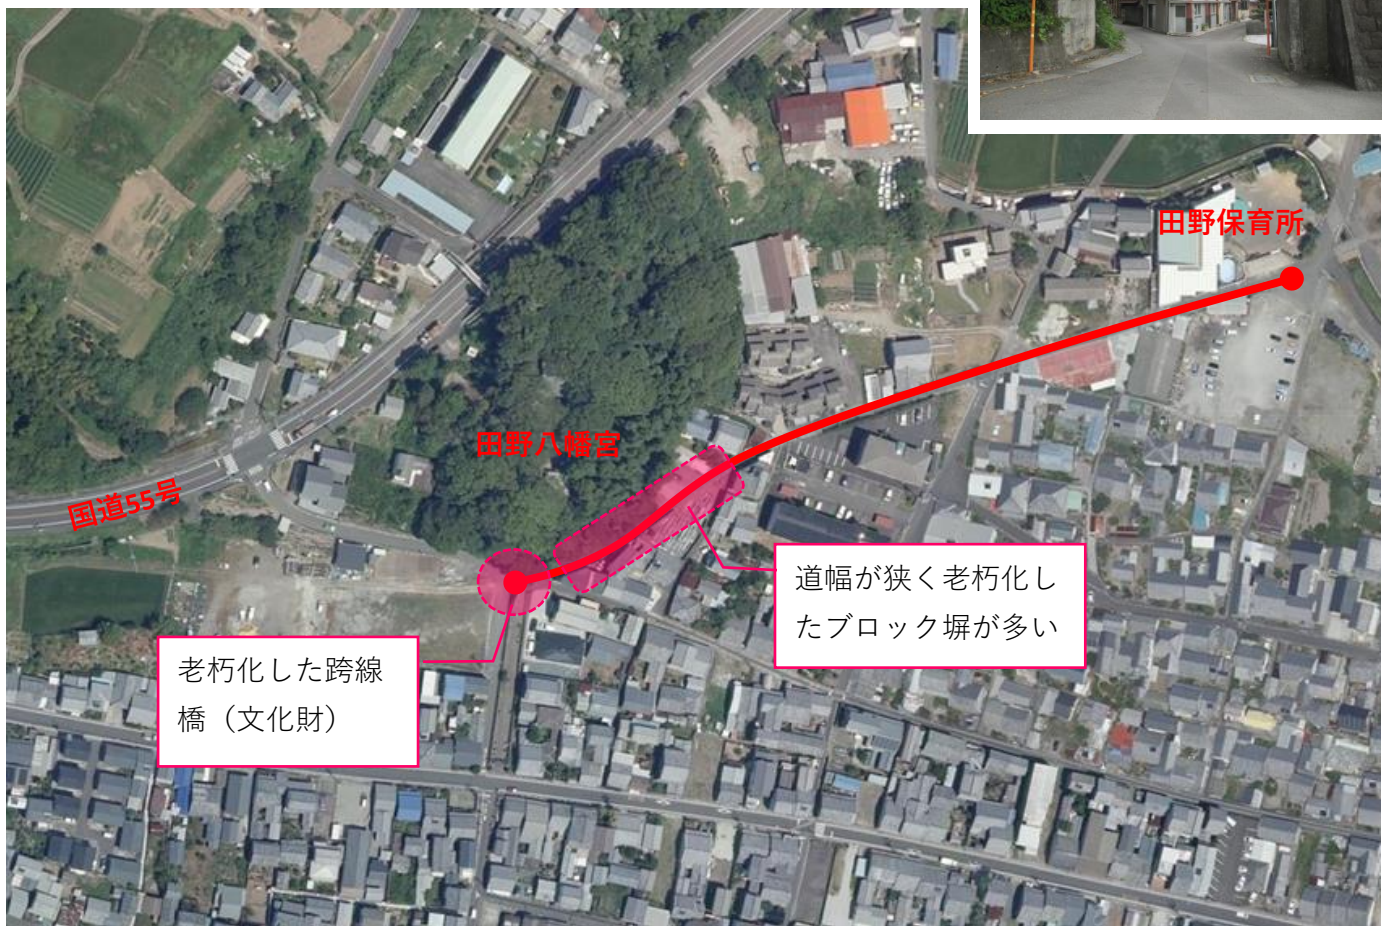 田野保育所
田野八幡宮
国道55号
道幅が狭く老朽化し
たブロック塀が多い
老朽化した跨線
橋（文化財）